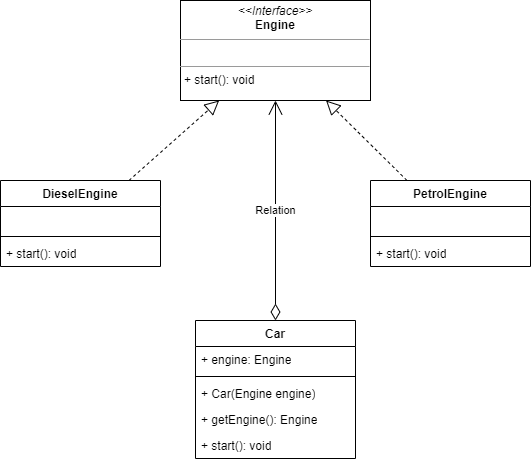 <<Interface>>
Engine
+ start(): void
DieselEngine
+ start(): void
PetrolEngine
+ start(): void
Relation
Car
+ engine: Engine
+ Car(Engine engine)
+ getEngine(): Engine
+ start(): void